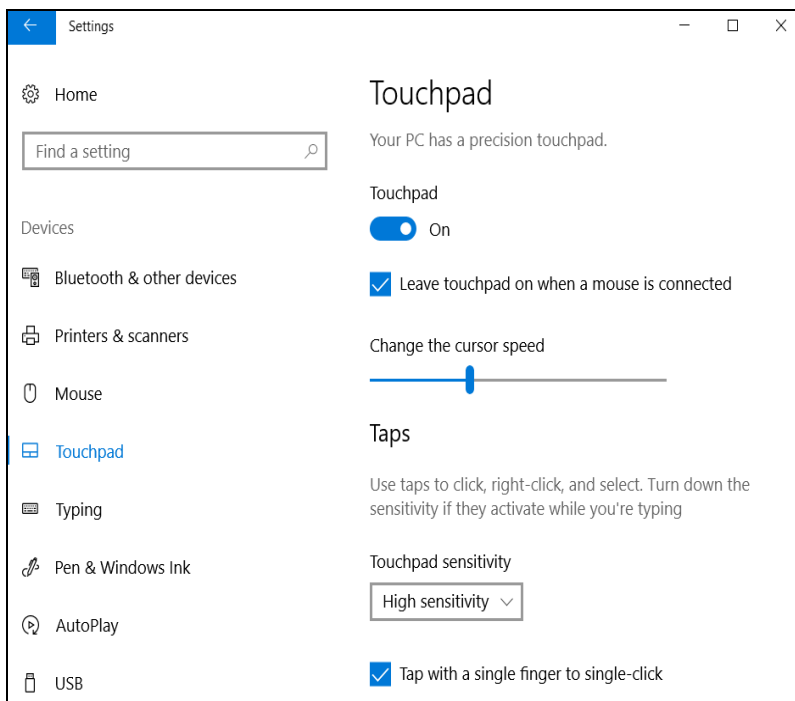 Settings
Home
Find a setting
Devices
Bluetooth & other devices
Printers & scanners
Mouse
Touchpad
Typing
Pen & Windows Ink
AutoPlay
USB
Touchpad
Your PC has a precision touchpad.
Touchpad
On
Leave touchpad on when a mouse is connected
Change the cursor speed
Taps
Use taps to click, right-click, and select. Turn down the
sensitivity if they activate while you're typing
Touchpad sensitivity
High sensitivity
Tap with a single finger to single-click